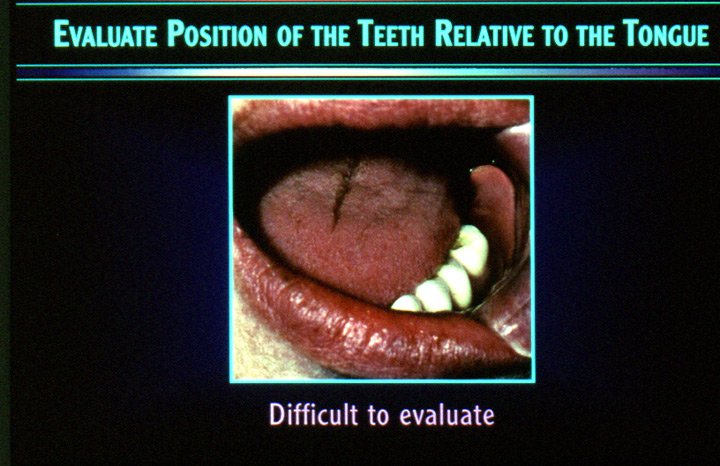 EVALUATE POSITION OF THE TEETH RELATIVE TO THE TONGUE
Difficult to evaluate